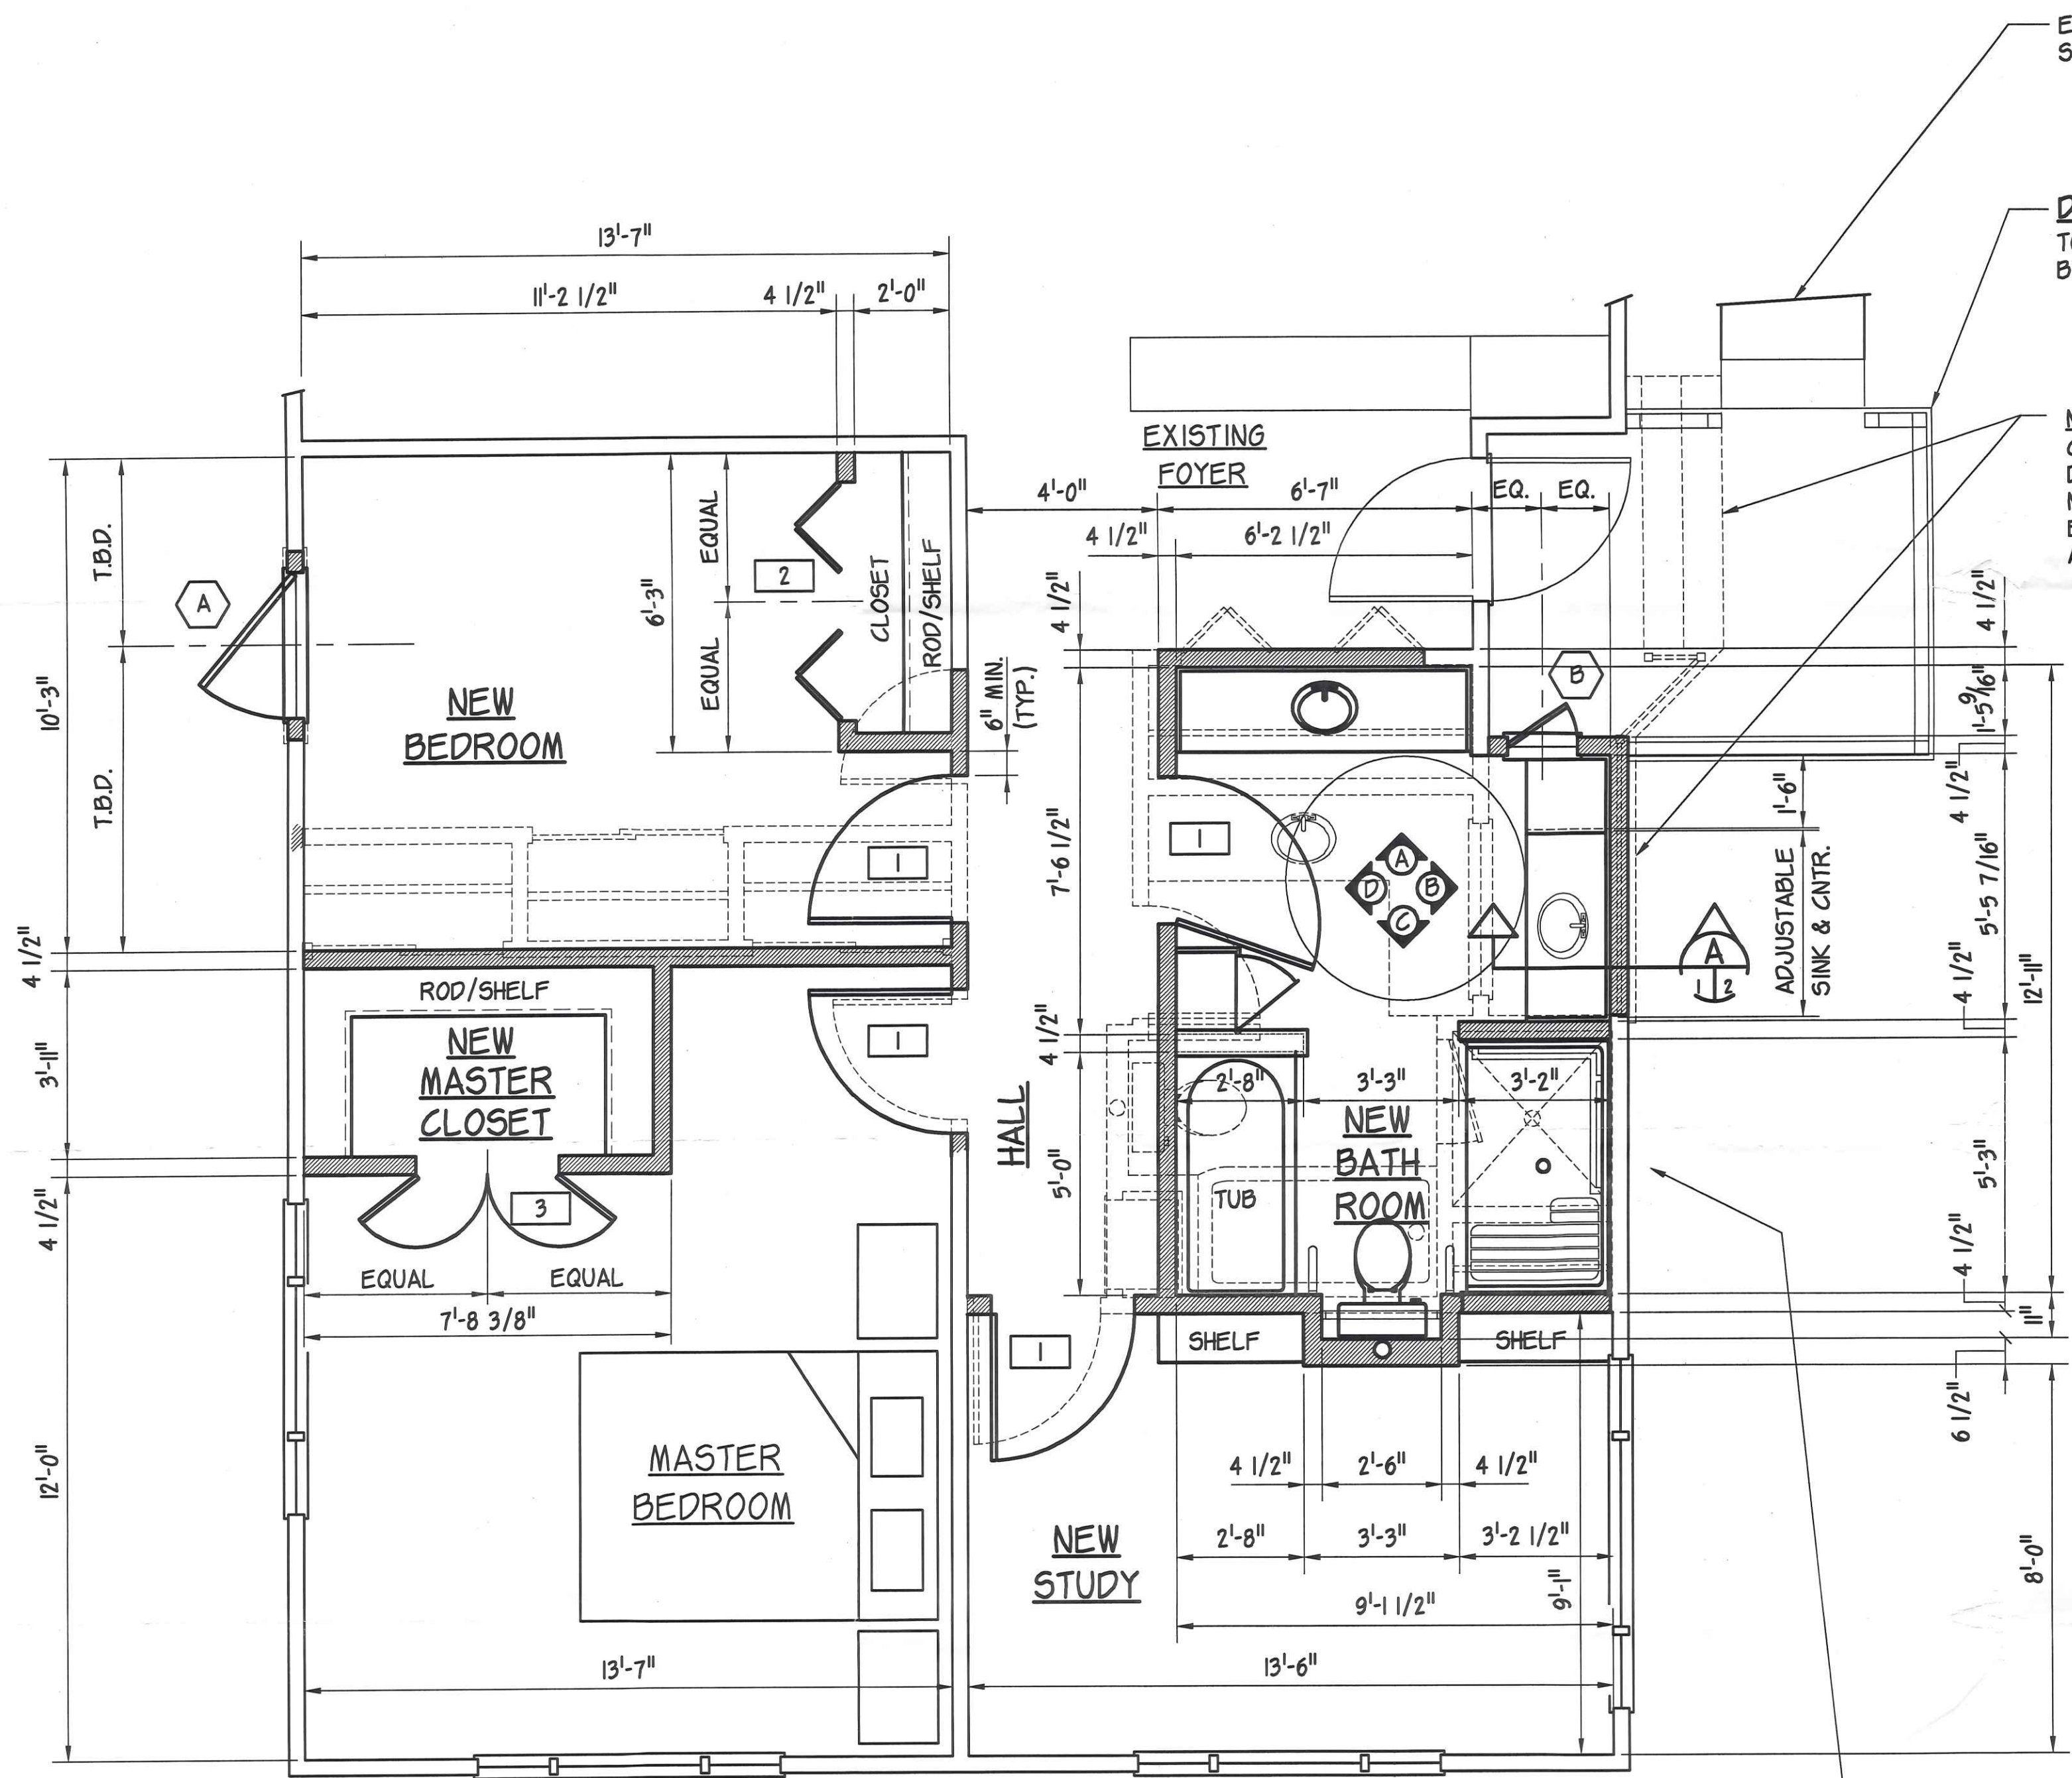 E
S
D
T
B
13'-7"
11'-2 1/2"
4 1/2"
2'-0"
EXISTING
FOYER
4'-0"
6'-7"
EQ.
EQ.
4 1/2"
6'-2 1/2"
T.B.D.
EQUAL
2
CLOSET
ROD/SHELF
A
6'-3"
4 1/2"
4 1/2"
10'-3"
NEW
BEDROOM
EQUAL
6" MIN.
(TYP.)
B
1'-5 9/16"
T.B.D.
1
1
7'-6 1/2"
A
D
B
C
4 1/2"
1'-6"
ADJUSTABLE
SINK & CNTR.
5'-5 7/16"
A
1
2
4 1/2"
12'-11"
4 1/2"
ROD/SHELF
NEW
MASTER
CLOSET
3'-11"
1
HALL
4 1/2"
2'-8"
3'-3"
3'-2"
NEW
BATH
ROOM
TUB
5'-0"
5'-3"
4 1/2"
3
EQUAL
EQUAL
7'-8 3/8"
4 1/2"
11"
1
SHELF
SHELF
6 1/2"
12'-0"
MASTER
BEDROOM
4 1/2"
2'-6"
4 1/2"
NEW
STUDY
2'-8"
3'-3"
3'-2 1/2"
9'-1"
8'-0"
9'-1 1/2"
13'-7"
13'-6"